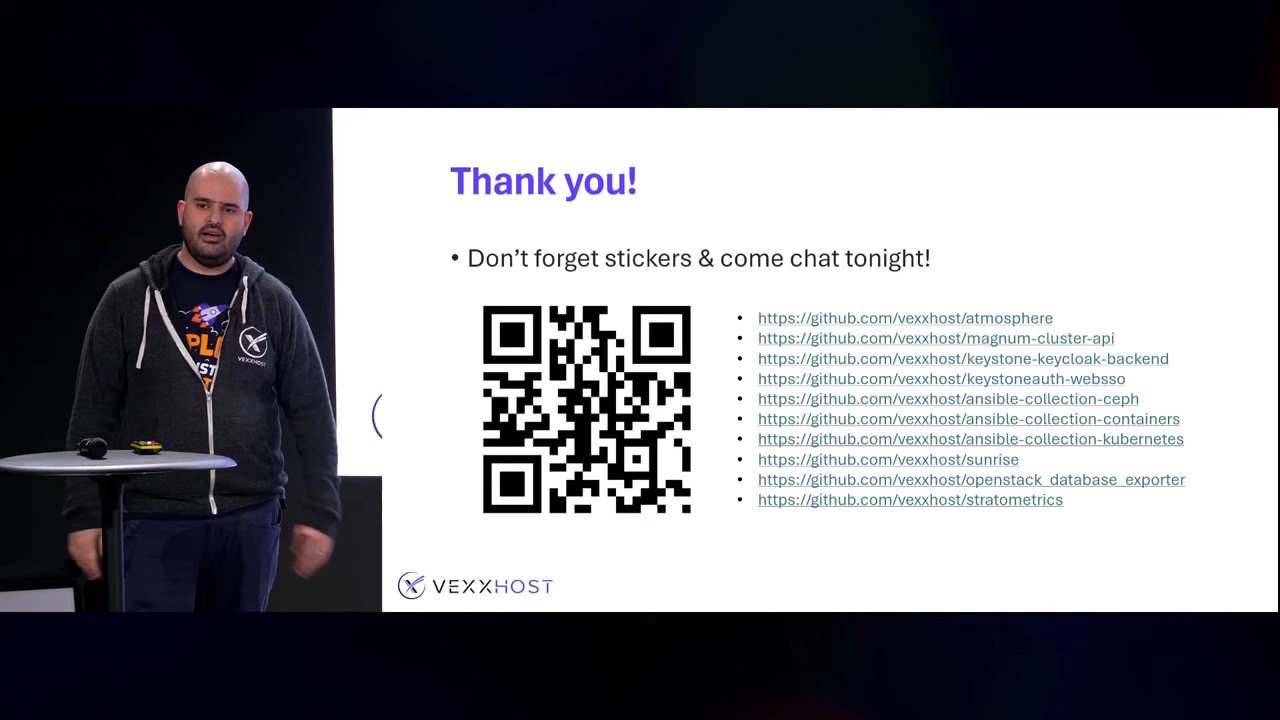 Thank you!
• Don't forget stickers & come chat tonight!
• https://github.com/vexxhost/atmosphere
• https://github.com/vexxhost/magnum-cluster-api
• https://github.com/vexxhost/keystone-keycloak-backend
• https://github.com/vexxhost/keystoneauth-websso
• https://github.com/vexxhost/ansible-collection-ceph
• https://github.com/vexxhost/ansible-collection-containers
• https://github.com/vexxhost/ansible-collection-kubernetes
• https://github.com/vexxhost/sunrise
• https://github.com/vexxhost/openstack_database_exporter
• https://github.com/vexxhost/stratometrics
VEXXHOST
VEXXHOST